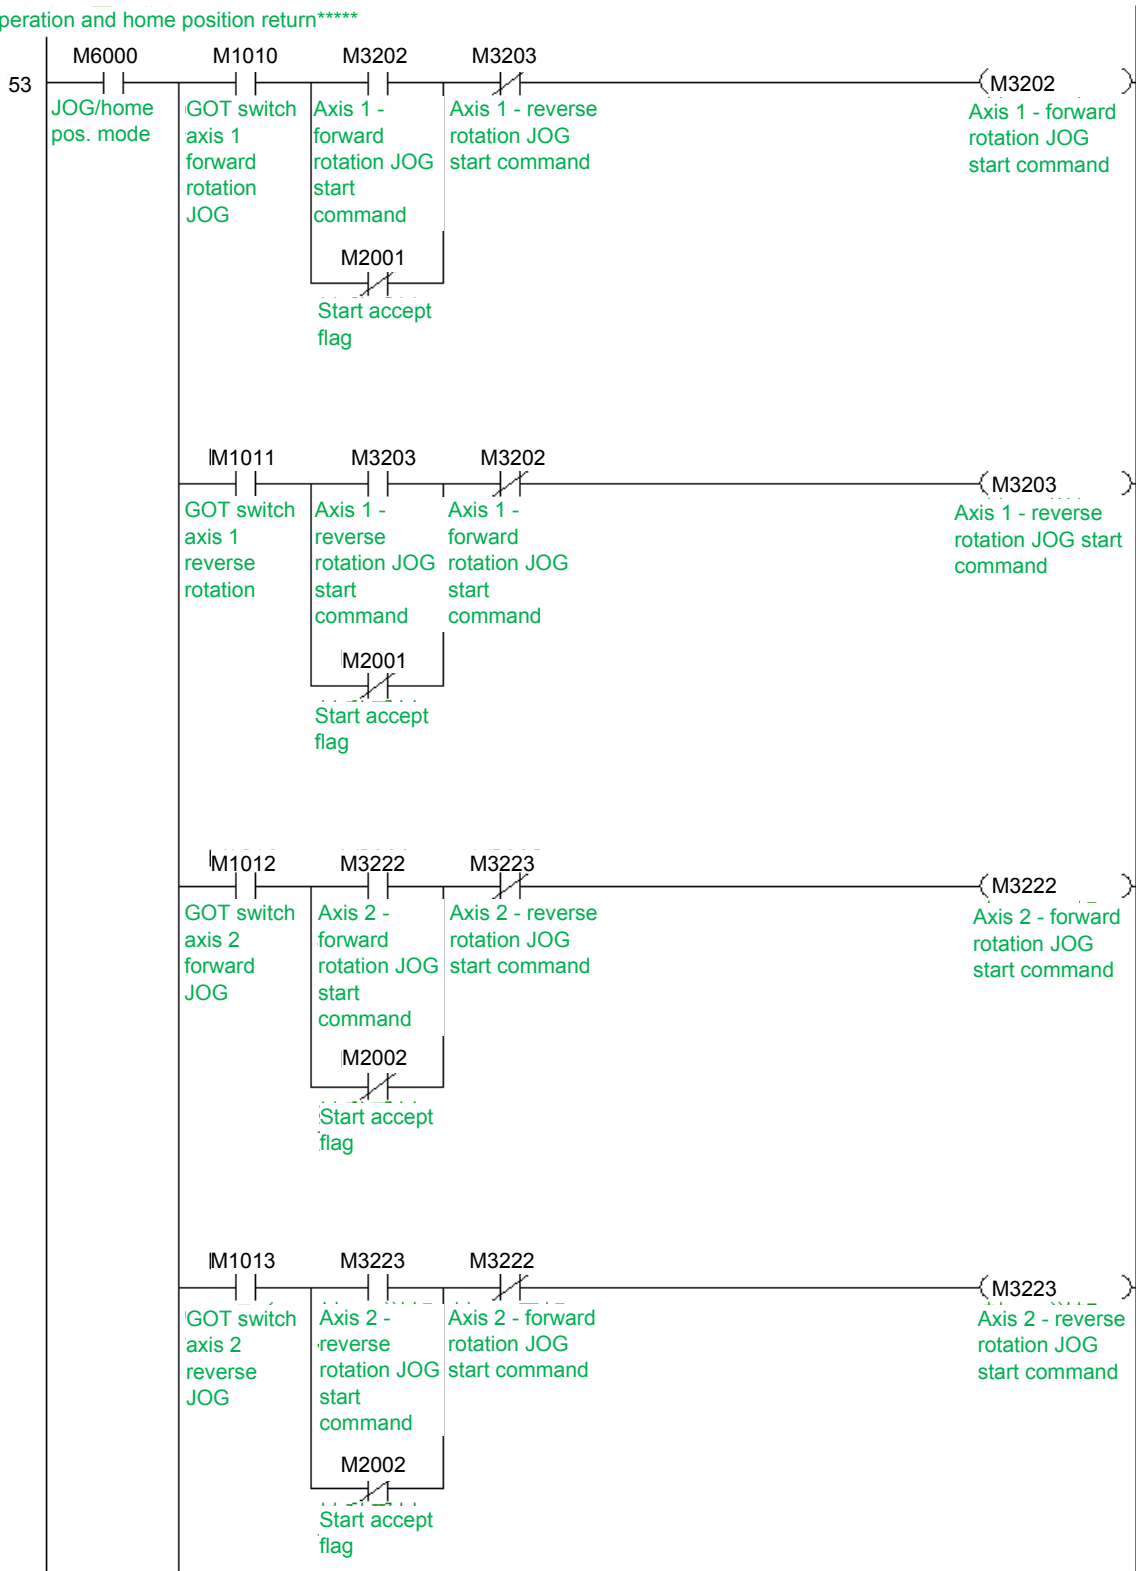 peration and home position return*****
M6000 M1010 M3202 M3203
53
(M3202 )
JOG/home
pos. mode
GOT switch
axis 1
forward
rotation
JOG
Axis 1 -
forward
rotation JOG
start
command
Axis 1 - reverse
rotation JOG
start command
Axis 1 - forward
rotation JOG
start command
M2001
Start accept
flag
M1011 M3203 M3202
(M3203 )
GOT switch
axis 1
reverse
rotation
Axis 1 -
reverse
rotation JOG
start
command
Axis 1 -
forward
rotation JOG
start
command
Axis 1 - reverse
rotation JOG start
command
M2001
Start accept
flag
M1012 M3222 M3223
(M3222 )
GOT switch
axis 2
forward
JOG
Axis 2 -
forward
rotation JOG
start
command
Axis 2 - reverse
rotation JOG
start command
Axis 2 - forward
rotation JOG
start command
M2002
Start accept
flag
M1013 M3223 M3222
(M3223 )
GOT switch
axis 2
reverse
JOG
Axis 2 -
reverse
rotation JOG
start
command
Axis 2 - forward
rotation JOG
start command
Axis 2 - reverse
rotation JOG
start command
M2002
Start accept
flag